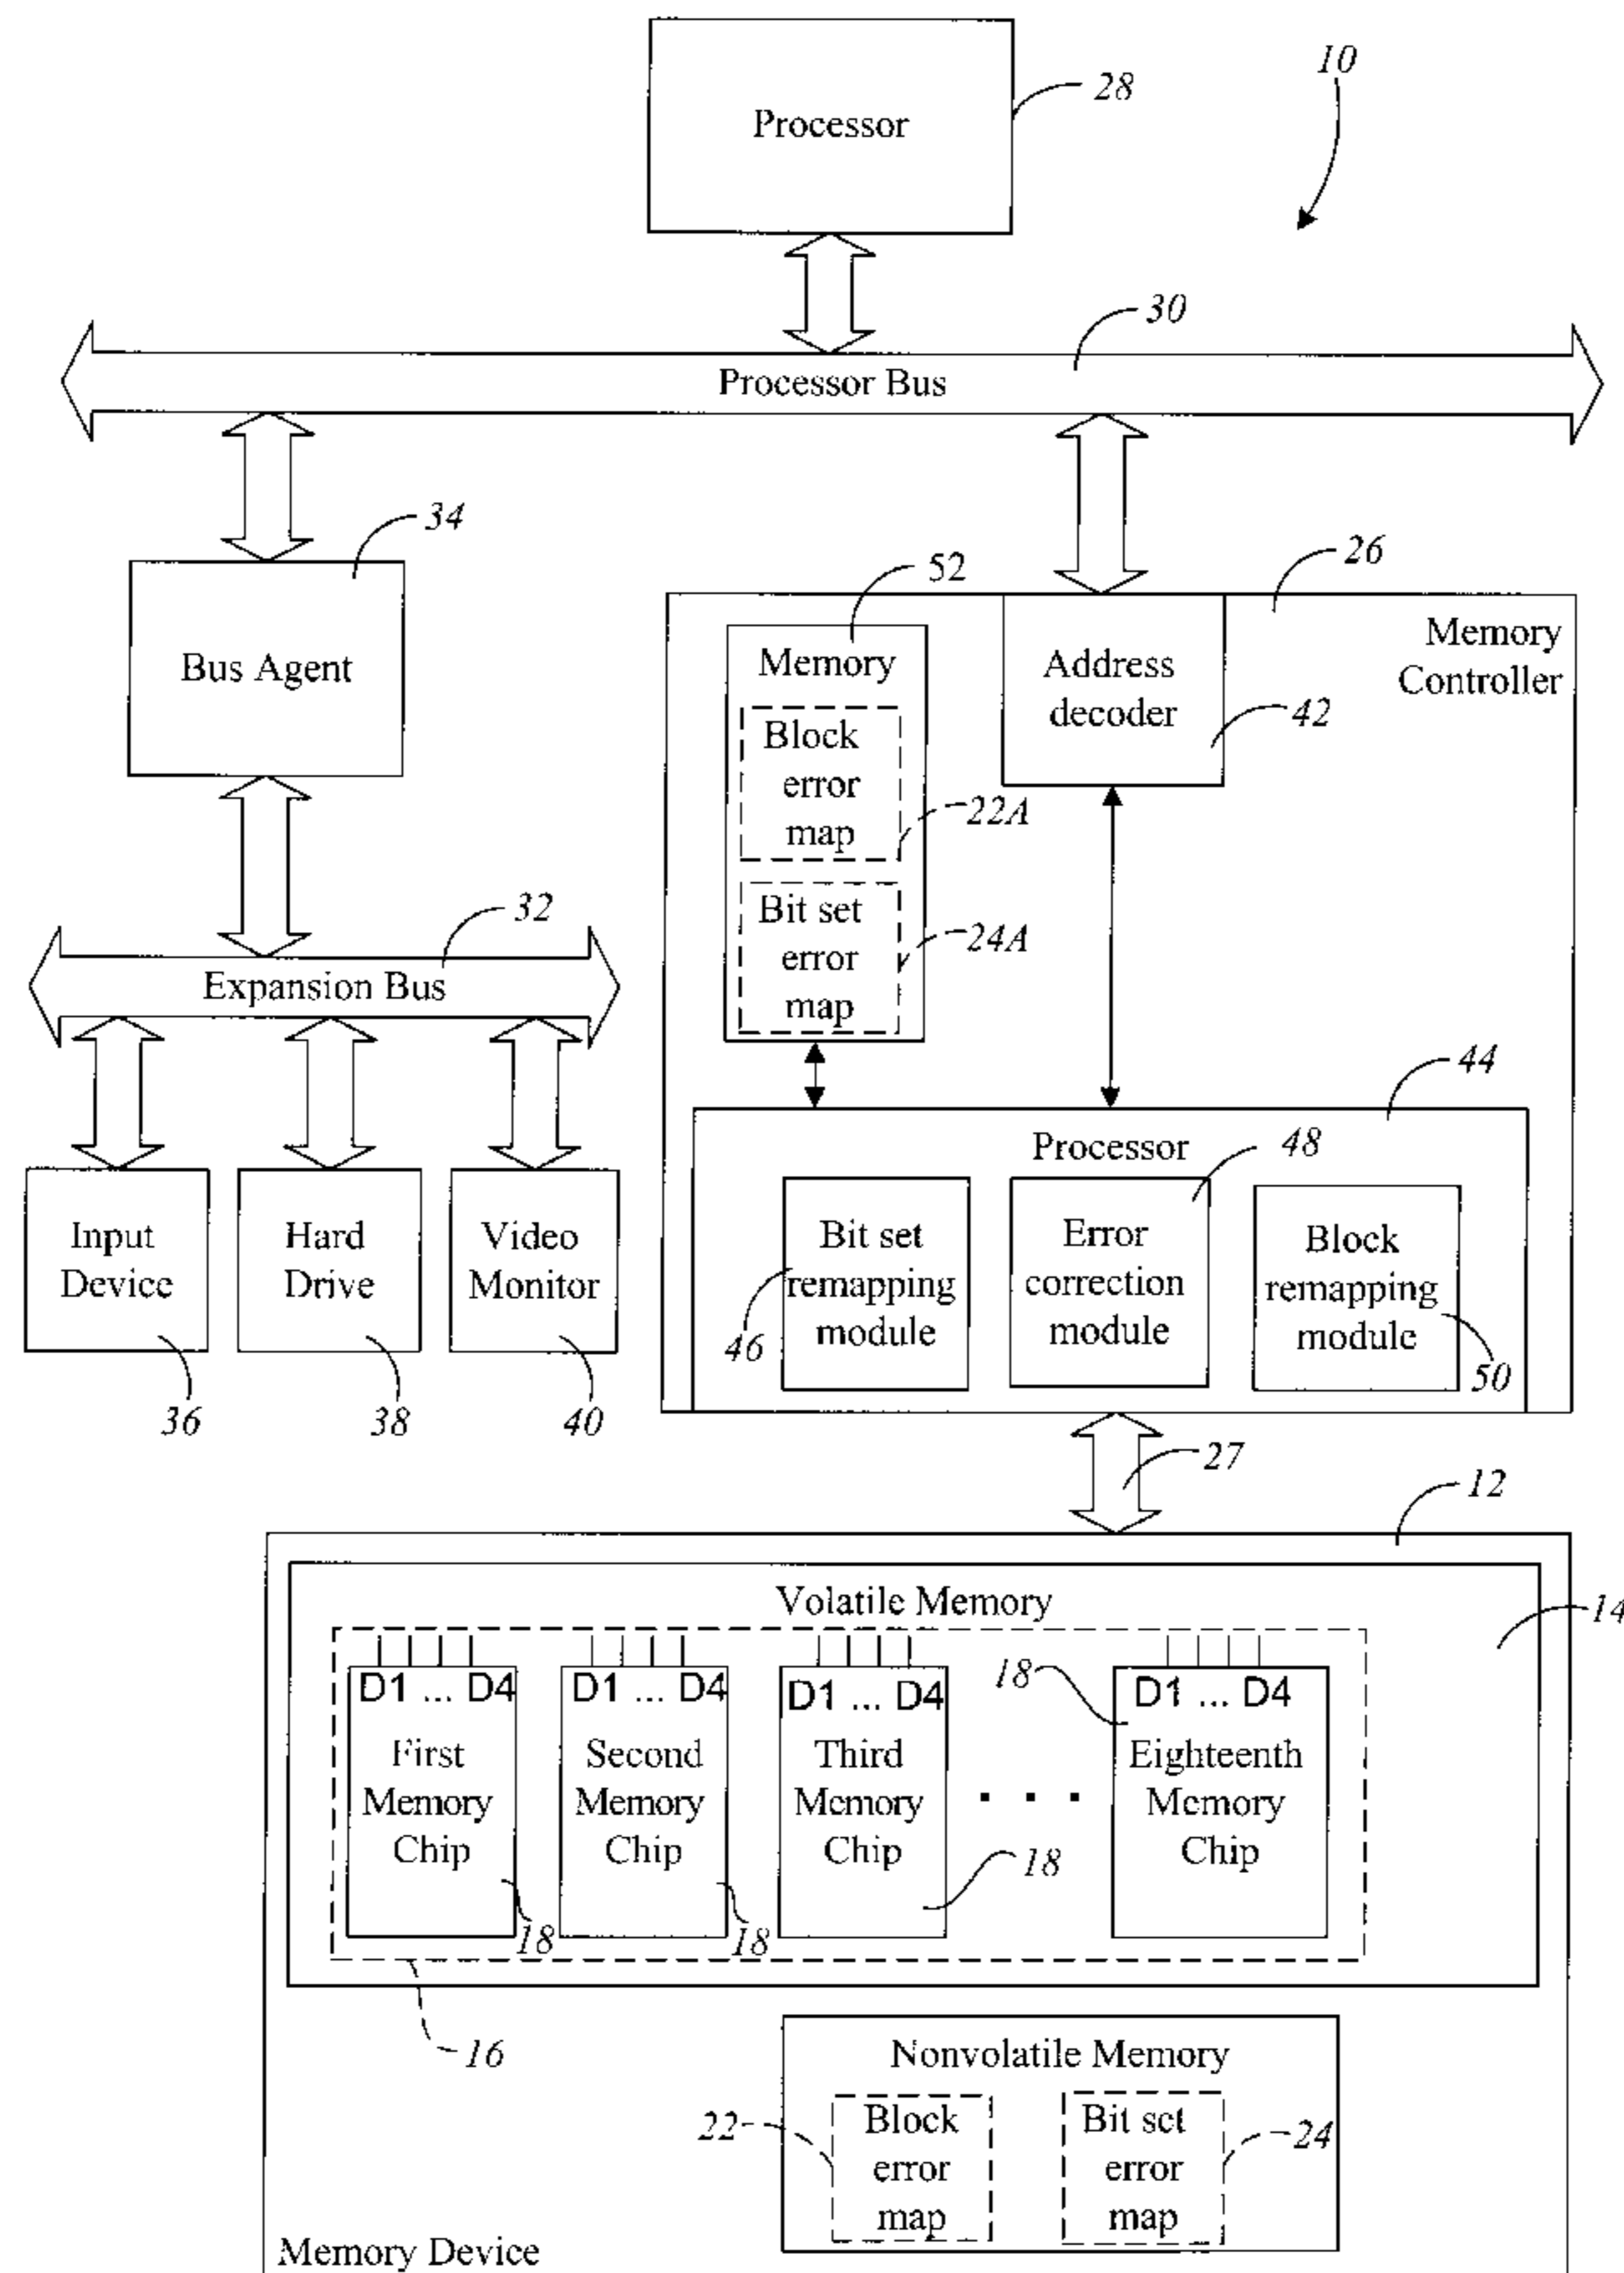 10
28
Processor
30
Processor Bus
34
Bus Agent
26
Memory
Controller
52
Memory
Block
error
map
22A
Bit set
error
map
24A
Address
decoder
42
32
Expansion Bus
44
Processor
48
Input
Device
36
Hard
Drive
38
Video
Monitor
40
Bit set
remapping
module
46
Error
correction
module
Block
remapping
module
50
27
12
Volatile Memory
14
D1 ... D4
First
Memory
Chip
18
D1 ... D4
Second
Memory
Chip
18
D1 ... D4
Third
Memory
Chip
18
. . .
18
D1 ... D4
Eighteenth
Memory
Chip
16
Nonvolatile Memory
22
Block
error
map
Bit set
error
map
24
Memory Device